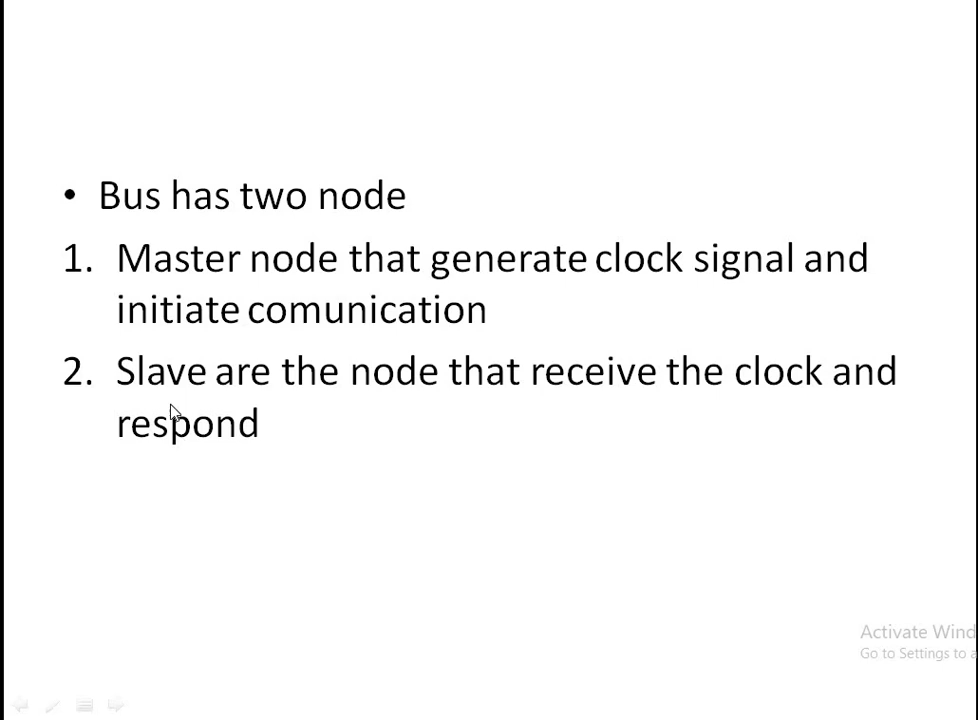 • Bus has two node
1. Master node that generate clock signal and
initiate comunication
2. Slave are the node that receive the clock and
respond
Activate Wind
Go to Settings to a